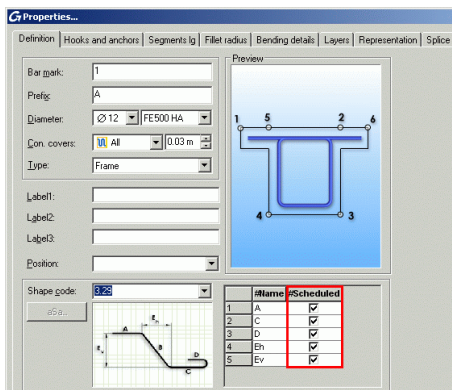 Properties...
Definition Hooks and anchors Segments lg Fillet radius Bending details Layers Representation Splice
Bar mark: 1
Prefix: A
Diameter: Ø 12 FE500 HA
Con. covers: All 0.03 m
Type: Frame
Label1:
Label2:
Label3:
Position:
Preview
1 5 2 6
4 3
Shape code: 3.29
aSa...
A Eh
Ev B D
C
#Name #Scheduled
1 A
2 C
3 D
4 Eh
5 Ev